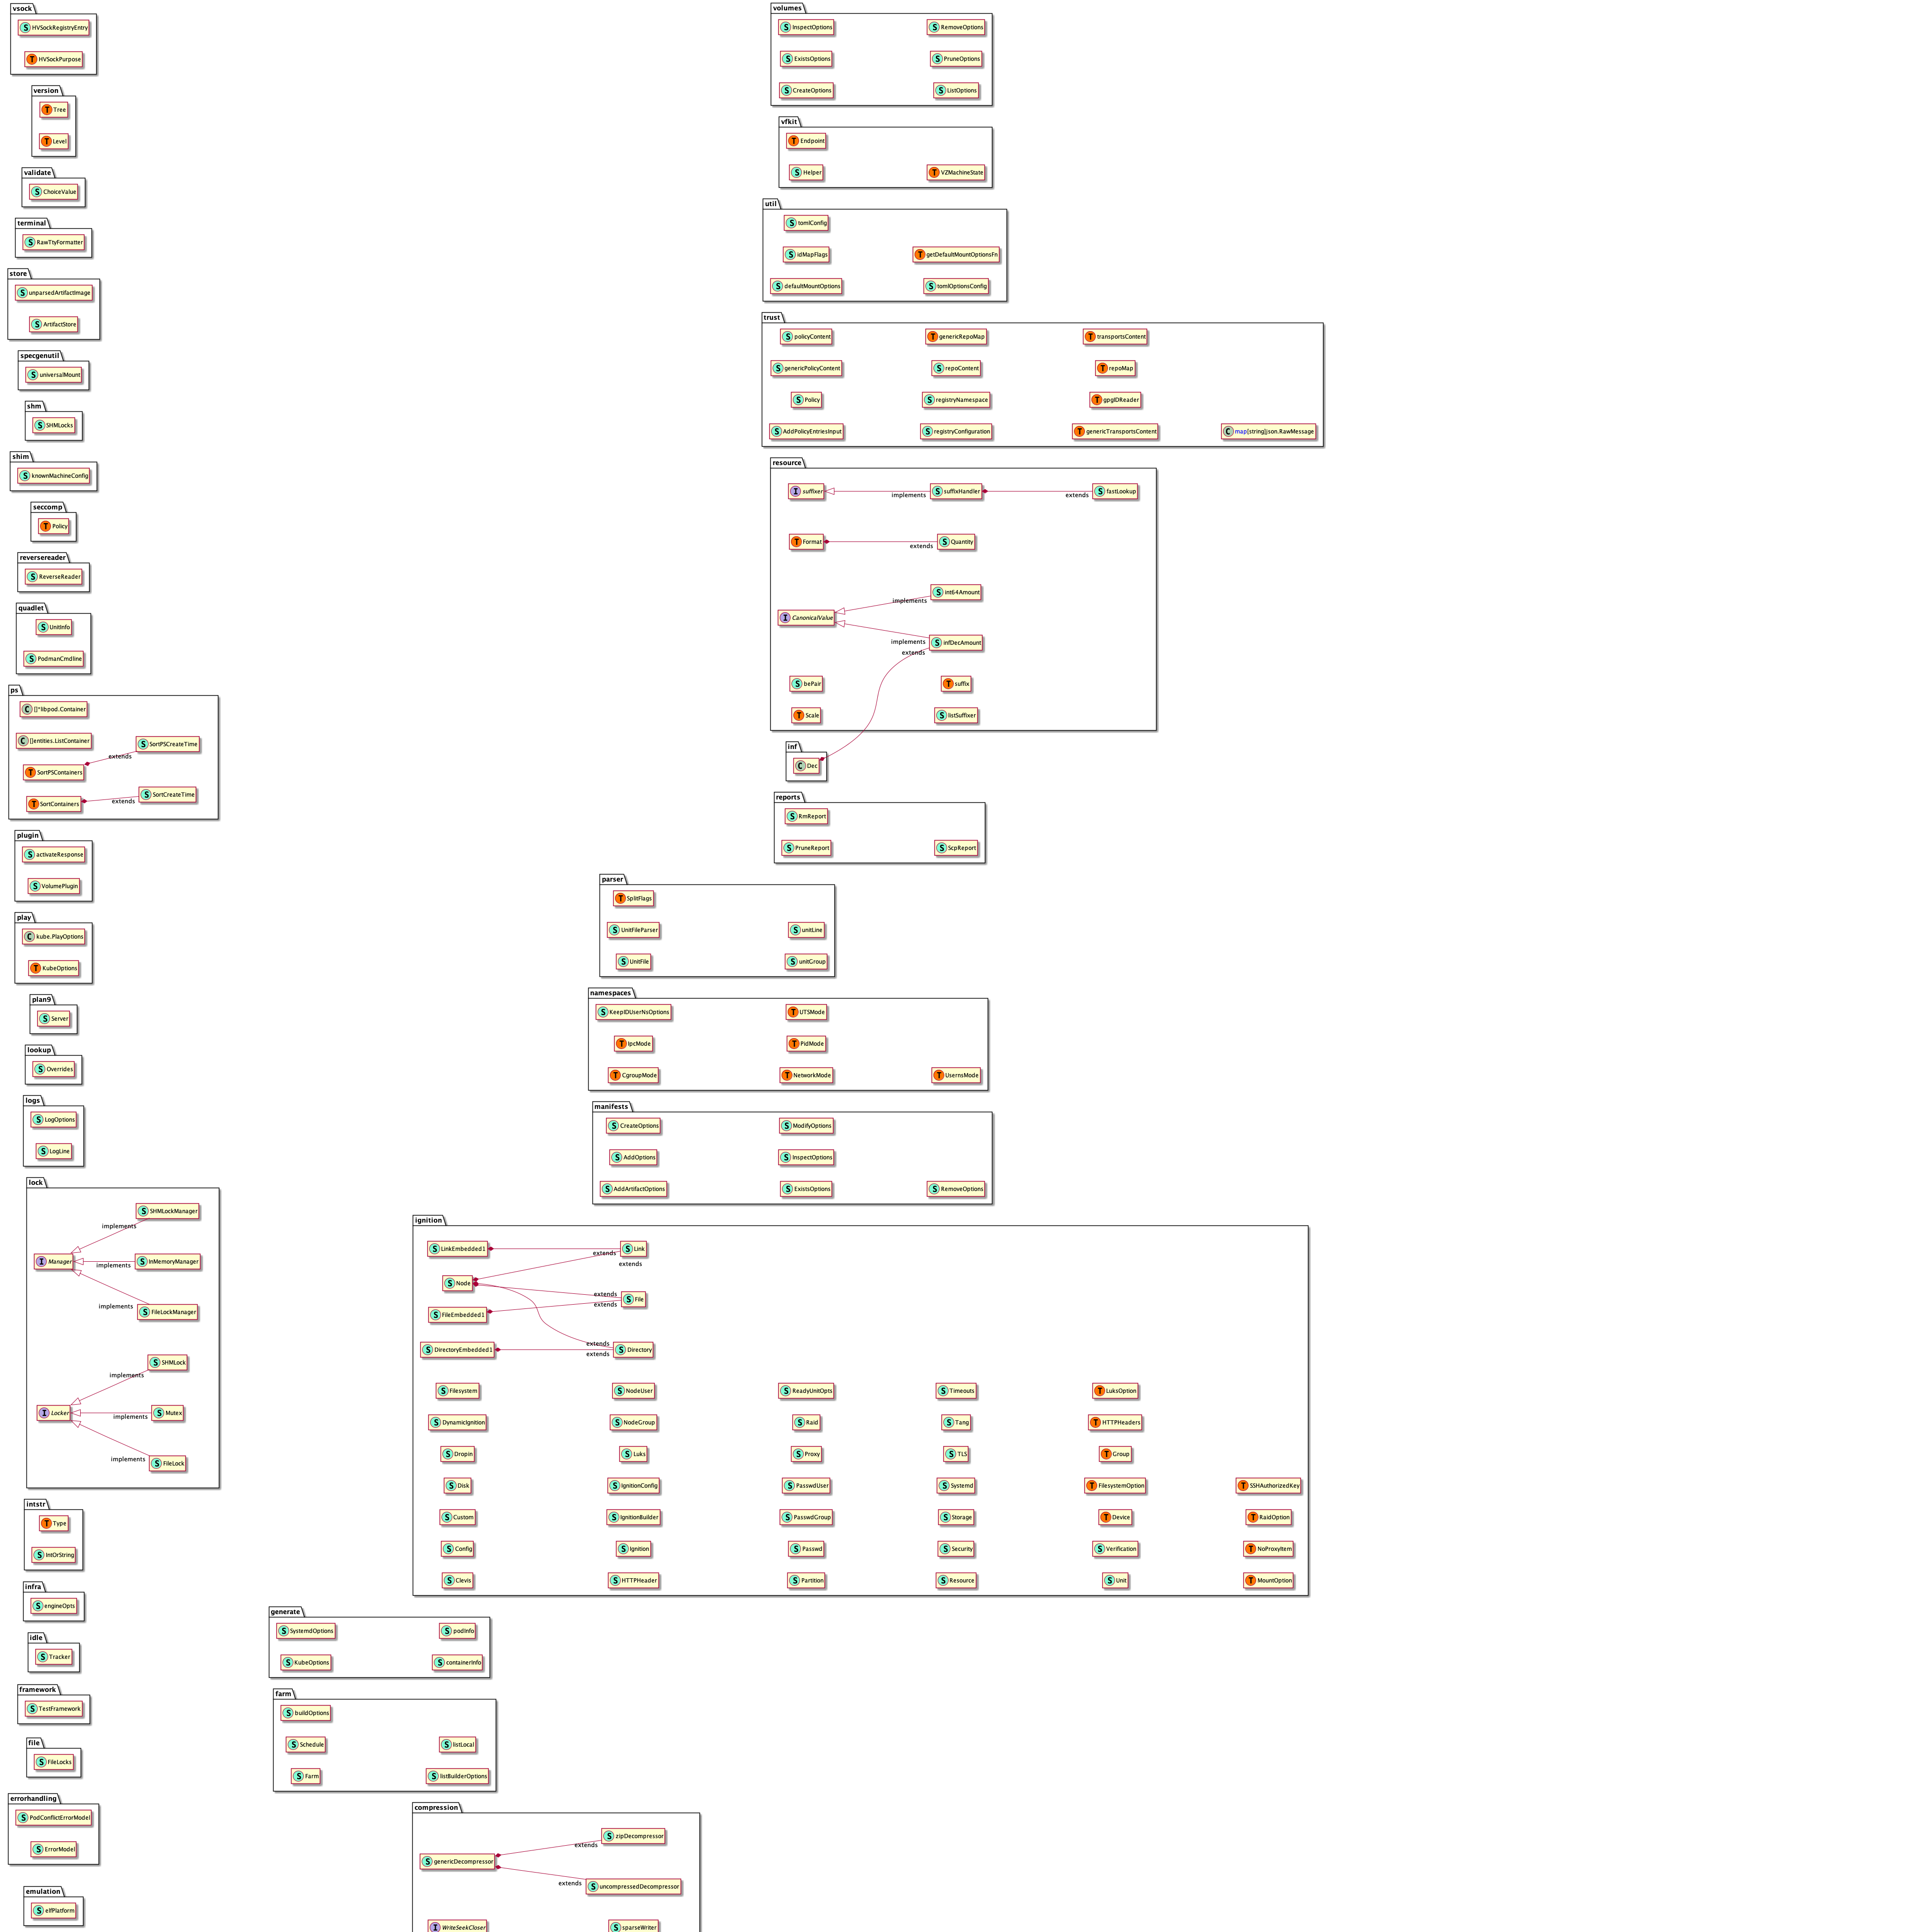 vsock
S HVSockRegistryEntry
T HVSockPurpose
version
T Tree
T Level
validate
S ChoiceValue
terminal
S RawTtyFormatter
store
S unparsedArtifactImage
S ArtifactStore
specgenutil
S universalMount
shm
S SHMLocks
shim
S knownMachineConfig
seccomp
T Policy
reversereader
S ReverseReader
quadlet
S UnitInfo
S PodmanCmdline
ps
C []*libpod.Container
C []entities.ListContainer
S SortPSCreateTime
extends
T SortPSContainers
S SortCreateTime
extends
T SortContainers
plugin
S activateResponse
S VolumePlugin
play
C kube.PlayOptions
T KubeOptions
plan9
S Server
lookup
S Overrides
logs
S LogOptions
S LogLine
lock
S SHMLockManager
implements
I Manager
S InMemoryManager
implements
implements
S FileLockManager
S SHMLock
implements
I Locker
implements
S Mutex
implements
S FileLock
intstr
T Type
S IntOrString
infra
S engineOpts
idle
S Tracker
framework
S TestFramework
file
S FileLocks
errorhandling
S PodConflictErrorModel
S ErrorModel
emulation
S elfPlatform
volumes
S InspectOptions
S RemoveOptions
S ExistsOptions
S PruneOptions
S CreateOptions
S ListOptions
vfkit
T Endpoint
S Helper
T VZMachineState
util
S tomlConfig
S idMapFlags
T getDefaultMountOptionsFn
S defaultMountOptions
S tomlOptionsConfig
trust
S policyContent
T genericRepoMap
T transportsContent
S genericPolicyContent
S repoContent
T repoMap
S Policy
S registryNamespace
T gpgIDReader
S AddPolicyEntriesInput
S registryConfiguration
T genericTransportsContent
C map[string]json.RawMessage
resource
I suffixer
implements
S suffixHandler
extends
S fastLookup
T Format
extends
S Quantity
S int64Amount
implements
I CanonicalValue
implements
S infDecAmount
extends
S bePair
T suffix
T Scale
S listSuffixer
inf
C Dec
reports
S RmReport
S PruneReport
S ScpReport
parser
T SplitFlags
S UnitFileParser
S unitLine
S UnitFile
S unitGroup
namespaces
S KeepIDUserNsOptions
T UTSMode
T IpcMode
T PidMode
T CgroupMode
T NetworkMode
T UsernsMode
manifests
S CreateOptions
S ModifyOptions
S AddOptions
S InspectOptions
S AddArtifactOptions
S ExistsOptions
S RemoveOptions
ignition
S LinkEmbedded1
extends
S Link
extends
S Node
extends
S File
extends
S FileEmbedded1
extends
S DirectoryEmbedded1
extends
S Directory
S Filesystem
S NodeUser
S ReadyUnitOpts
S Timeouts
T LuksOption
S DynamicIgnition
S NodeGroup
S Raid
S Tang
T HTTPHeaders
S Dropin
S Luks
S Proxy
S TLS
T Group
S Disk
S IgnitionConfig
S PasswdUser
S Systemd
T FilesystemOption
T SSHAuthorizedKey
S Custom
S IgnitionBuilder
S PasswdGroup
S Storage
T Device
T RaidOption
S Config
S Ignition
S Passwd
S Security
S Verification
T NoProxyItem
S Clevis
S HTTPHeader
S Partition
S Resource
S Unit
T MountOption
generate
S SystemdOptions
S podInfo
S KubeOptions
S containerInfo
farm
S buildOptions
S Schedule
S listLocal
S Farm
S listBuilderOptions
compression
S zipDecompressor
extends
S genericDecompressor
extends
S uncompressedDecompressor
I WriteSeekCloser
S sparseWriter